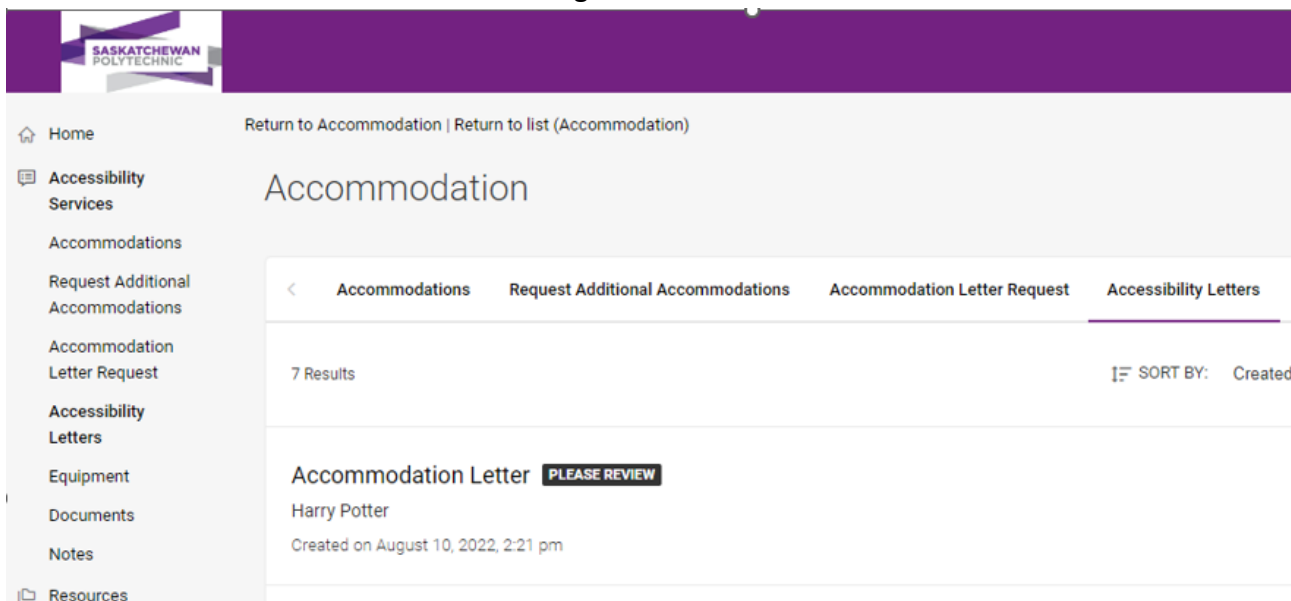 SASKATCHEWAN
POLYTECHNIC
Return to Accommodation | Return to list (Accommodation)
Home
Accessibility
Services
Accommodations
Request Additional
Accommodations
Accommodation
Letter Request
Accessibility
Letters
Equipment
Documents
Notes
Resources
Accommodation
Accommodations Request Additional Accommodations Accommodation Letter Request Accessibility Letters
7 Results SORT BY: Created
Accommodation Letter PLEASE REVIEW
Harry Potter
Created on August 10, 2022, 2:21 pm